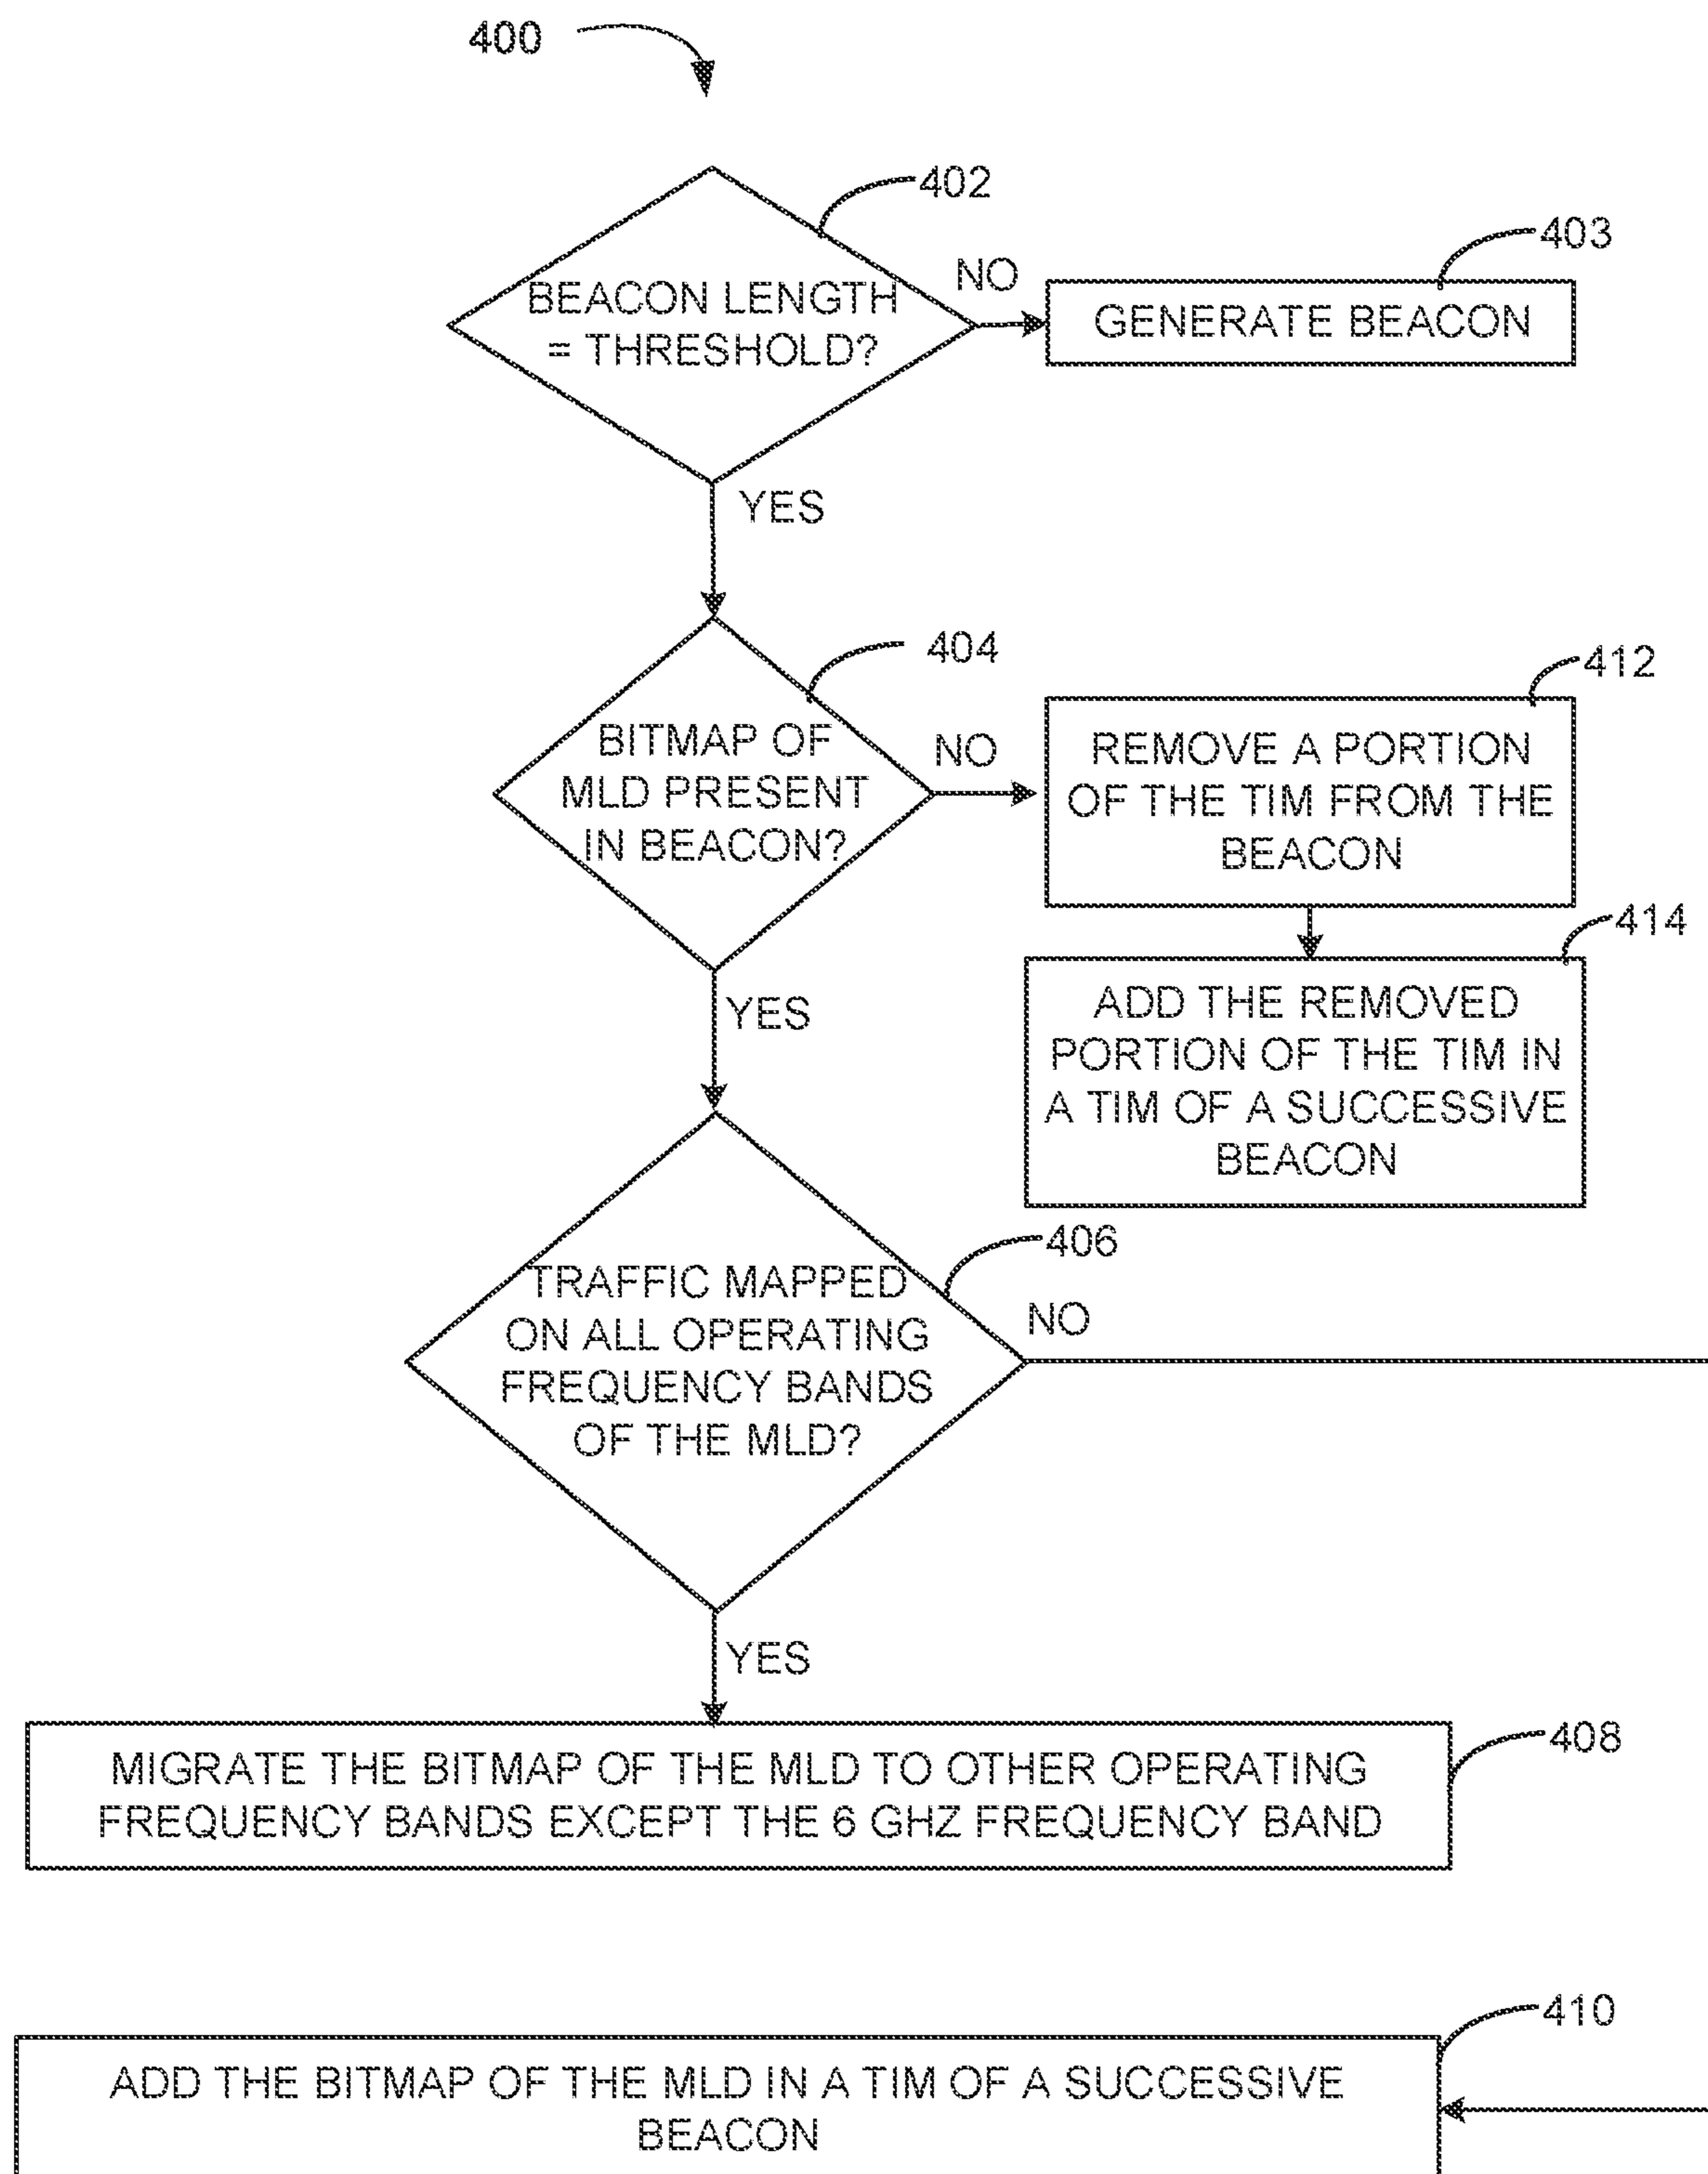 400
402
BEACON LENGTH
= THRESHOLD?
NO
403
GENERATE BEACON
YES
404
BITMAP OF
MLD PRESENT
IN BEACON?
NO
412
REMOVE A PORTION
OF THE TIM FROM THE
BEACON
414
ADD THE REMOVED
PORTION OF THE TIM IN
A TIM OF A SUCCESSIVE
BEACON
YES
406
TRAFFIC MAPPED
ON ALL OPERATING
FREQUENCY BANDS
OF THE MLD?
NO
YES
408
MIGRATE THE BITMAP OF THE MLD TO OTHER OPERATING
FREQUENCY BANDS EXCEPT THE 6 GHZ FREQUENCY BAND
410
ADD THE BITMAP OF THE MLD IN A TIM OF A SUCCESSIVE
BEACON